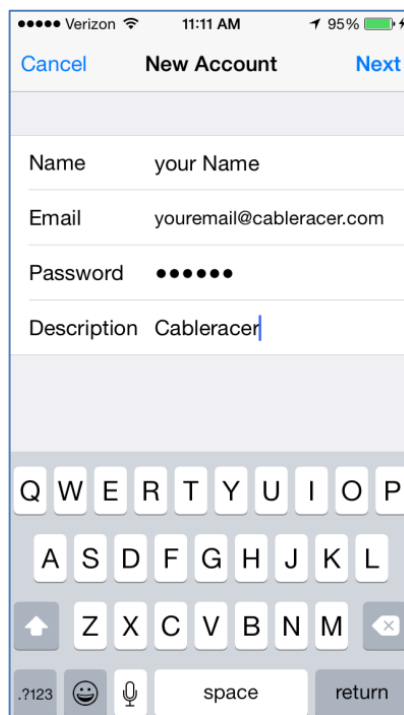 ●●●●● Verizon 11:11 AM 95%
Cancel New Account Next
Name your Name
Email youremail@cableracer.com
Password ●●●●●●
Description Cableracer
Q W E R T Y U I O P
A S D F G H J K L
Z X C V B N M
.?123 space return